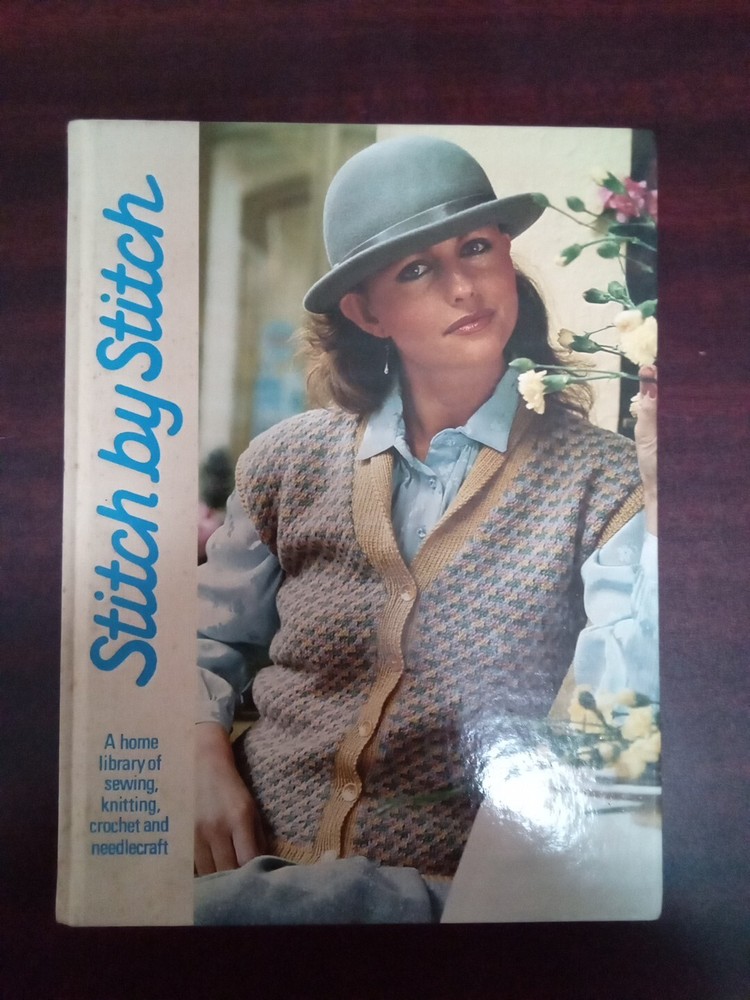 Stitch by Stitch
A home
library of
sewing,
knitting,
crochet and
needlecraft